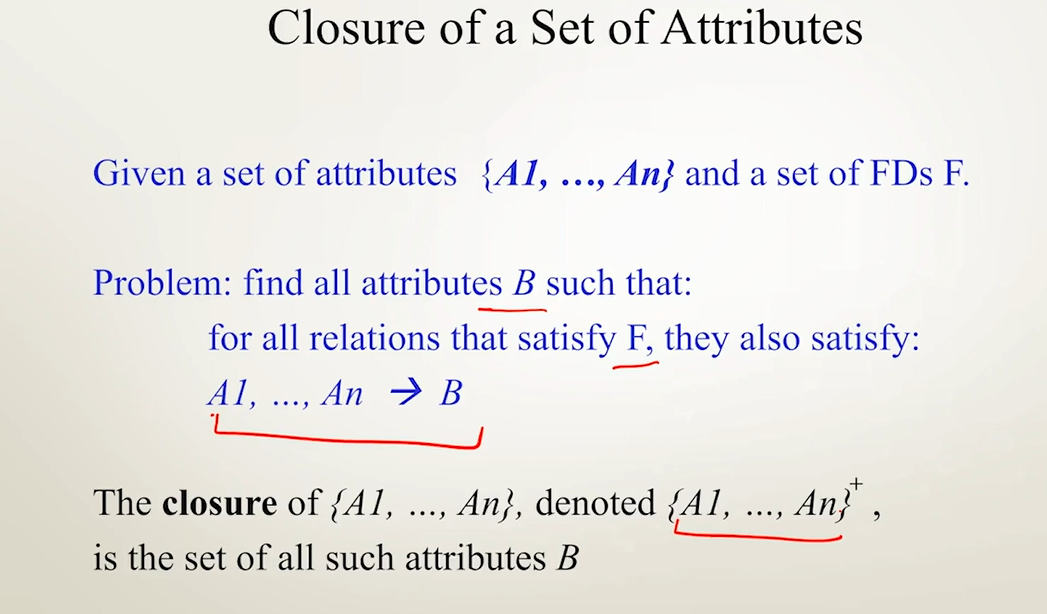 Closure of a Set of Attributes
Given a set of attributes {A1, ..., An} and a set of FDs F.
Problem: find all attributes B such that:
for all relations that satisfy F, they also satisfy:
A1, ..., An → B
The closure of {A1, ..., An}, denoted {A1, ..., An}⁺ ,
is the set of all such attributes B